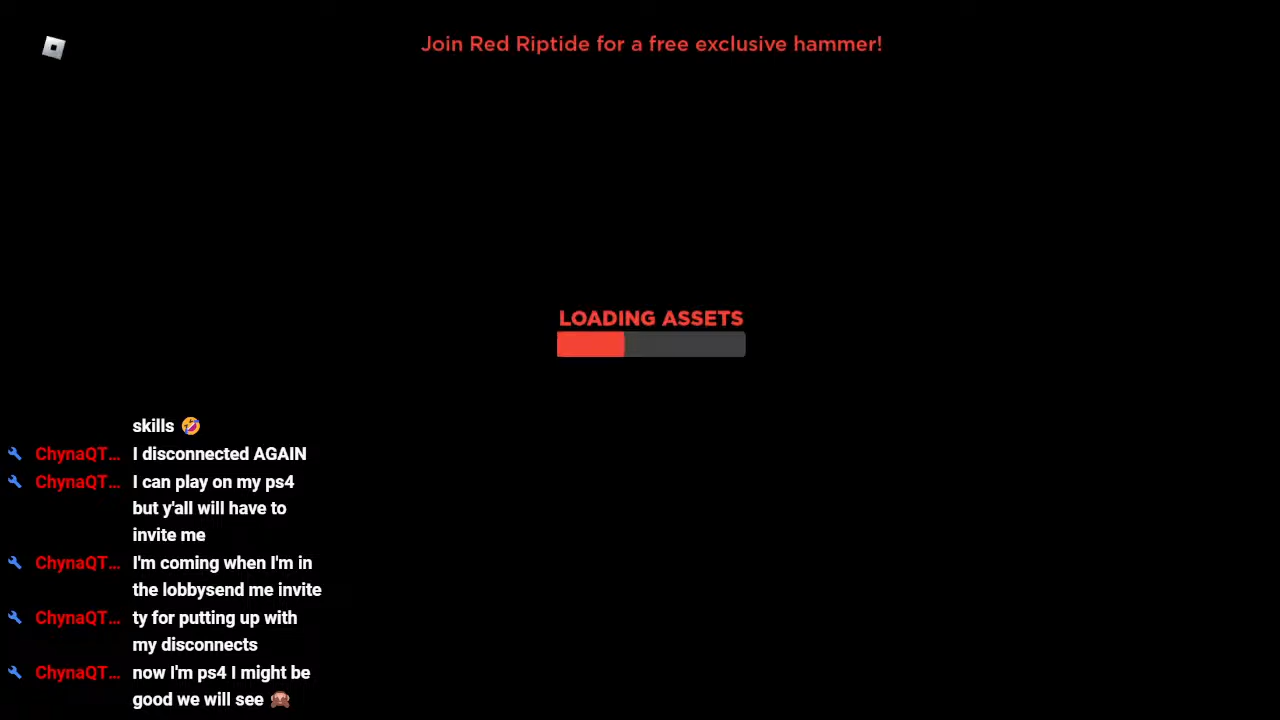 Join Red Riptide for a free exclusive hammer!
LOADING ASSETS
skills 🤣
ChynaQT... I disconnected AGAIN
ChynaQT... I can play on my ps4
but y'all will have to
invite me
ChynaQT... I'm coming when I'm in
the lobbysend me invite
ChynaQT... ty for putting up with
my disconnects
ChynaQT... now I'm ps4 I might be
good we will see 🙈